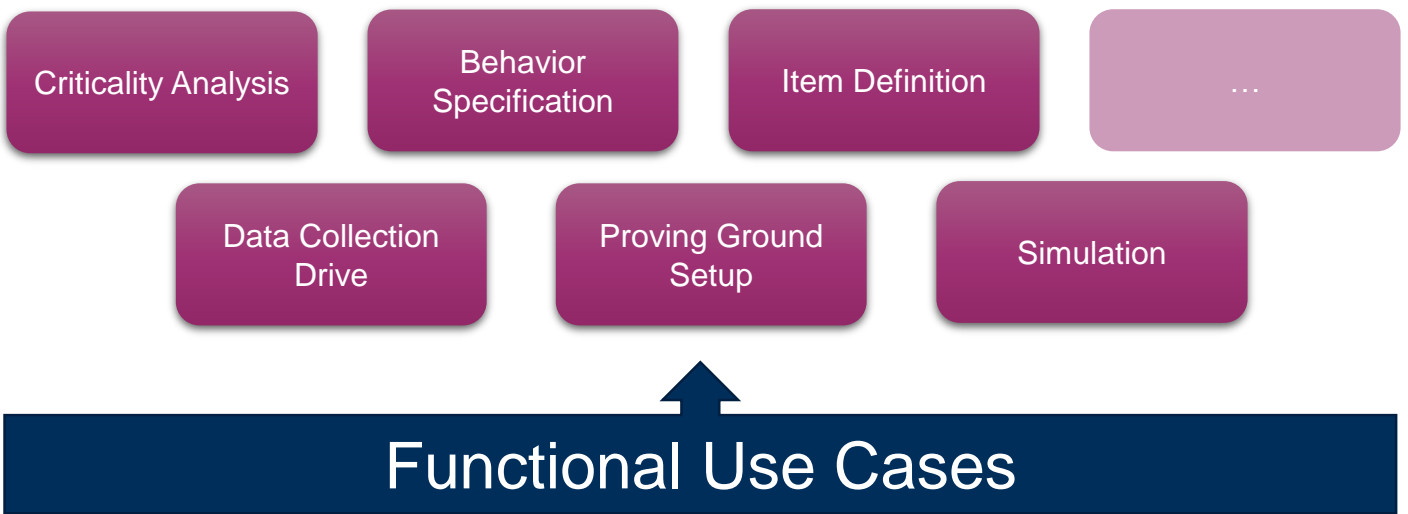 Criticality Analysis
Behavior
Specification
Item Definition
…
Data Collection
Drive
Proving Ground
Setup
Simulation
Functional Use Cases